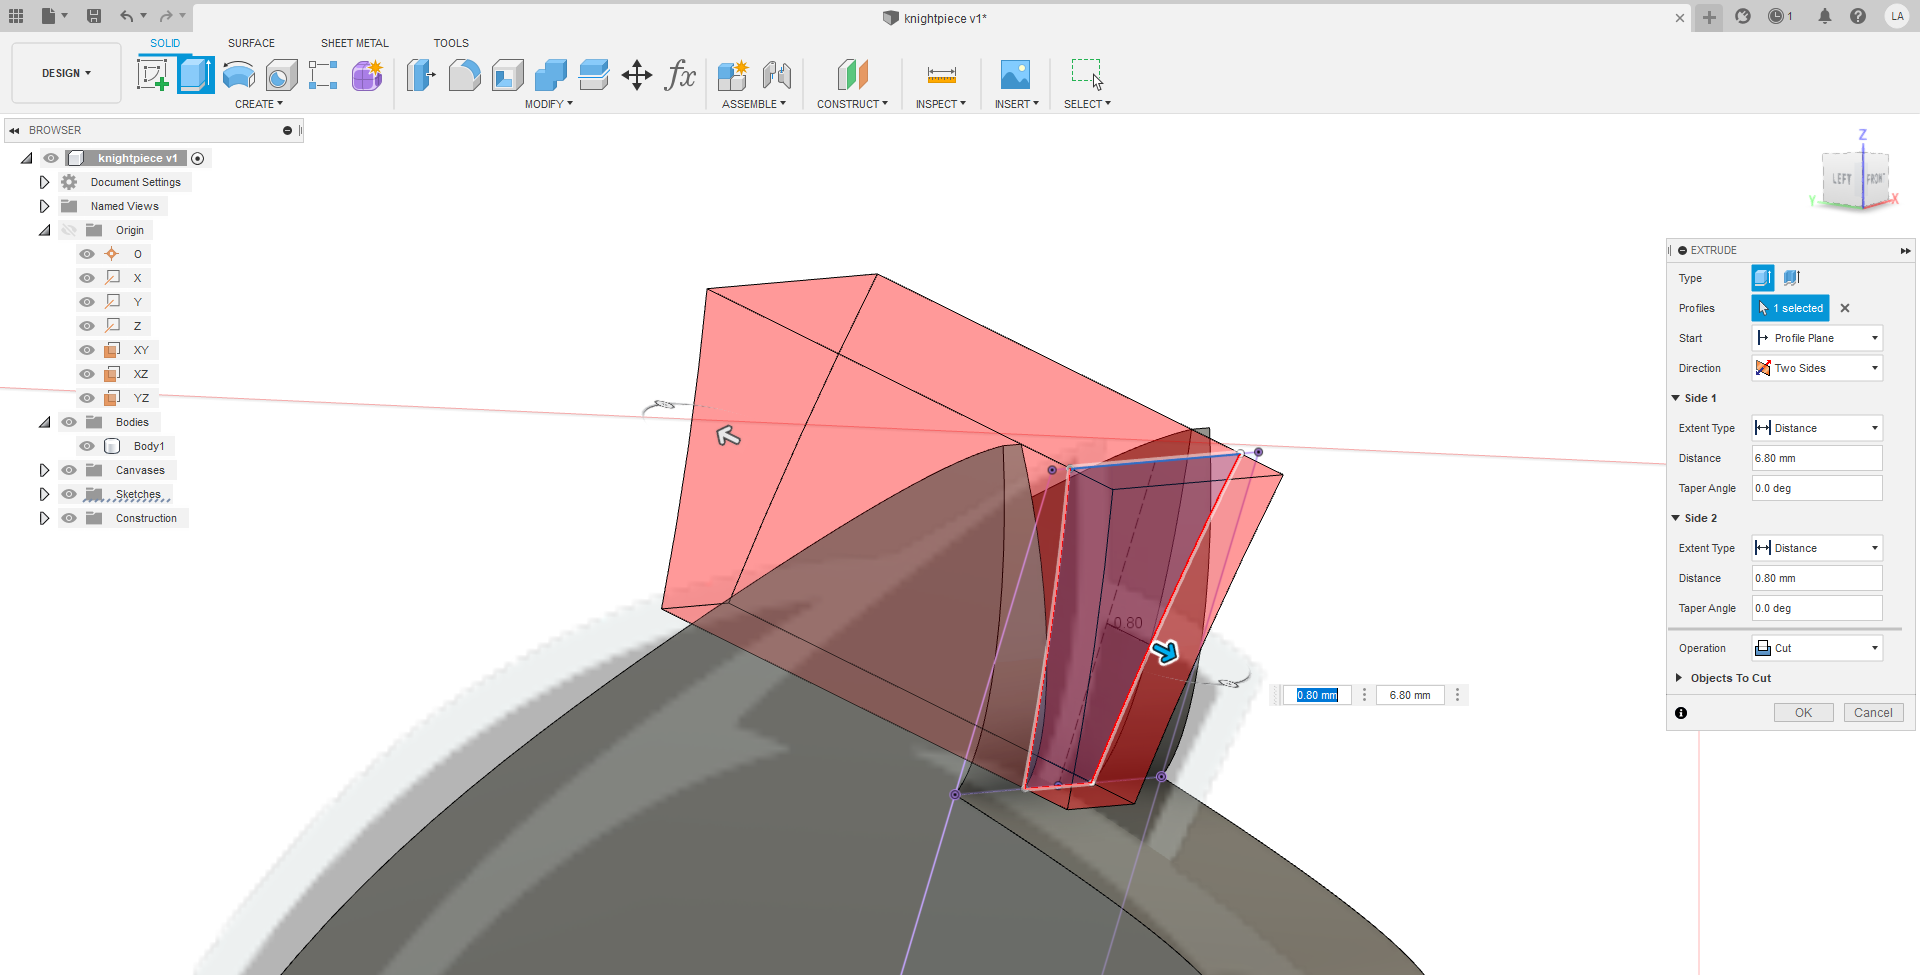 knightpiece v1*
1
LA
DESIGN
SOLID
SURFACE
SHEET METAL
TOOLS
fx
CREATE
MODIFY
ASSEMBLE
CONSTRUCT
INSPECT
INSERT
SELECT
BROWSER
knightpiece v1
Document Settings
Named Views
Origin
O
X
Y
Z
XY
XZ
YZ
Bodies
Body1
Canvases
Sketches
Construction
Z
LEFT
FRONT
Y
X
0.80
0.80 mm
6.80 mm
EXTRUDE
Type
Profiles
1 selected
Start
Profile Plane
Direction
Two Sides
Side 1
Extent Type
Distance
Distance
6.80 mm
Taper Angle
0.0 deg
Side 2
Extent Type
Distance
Distance
0.80 mm
Taper Angle
0.0 deg
Operation
Cut
Objects To Cut
OK
Cancel